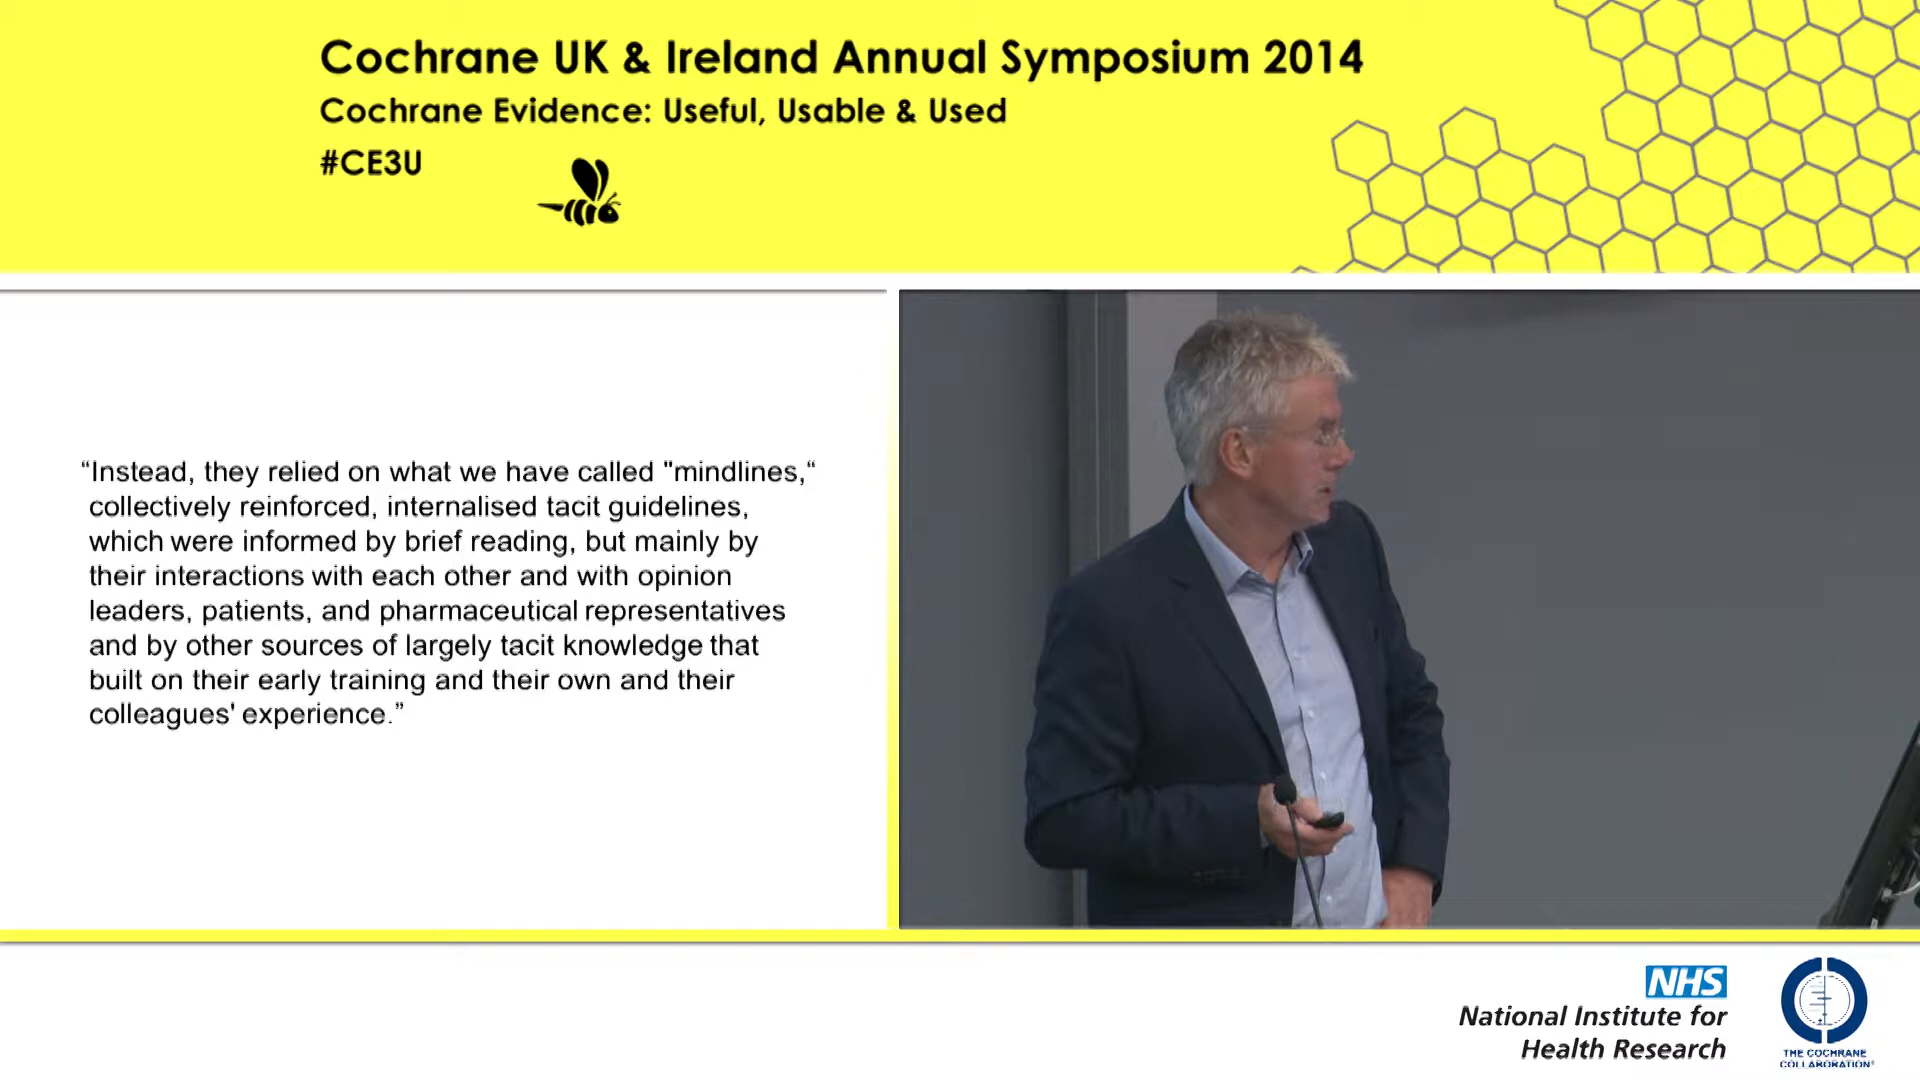 Cochrane UK & Ireland Annual Symposium 2014
Cochrane Evidence: Useful, Usable & Used
#CE3U
“Instead, they relied on what we have called "mindlines,“
collectively reinforced, internalised tacit guidelines,
which were informed by brief reading, but mainly by
their interactions with each other and with opinion
leaders, patients, and pharmaceutical representatives
and by other sources of largely tacit knowledge that
built on their early training and their own and their
colleagues' experience.”
NHS
National Institute for
Health Research
THE COCHRANE
COLLABORATION®